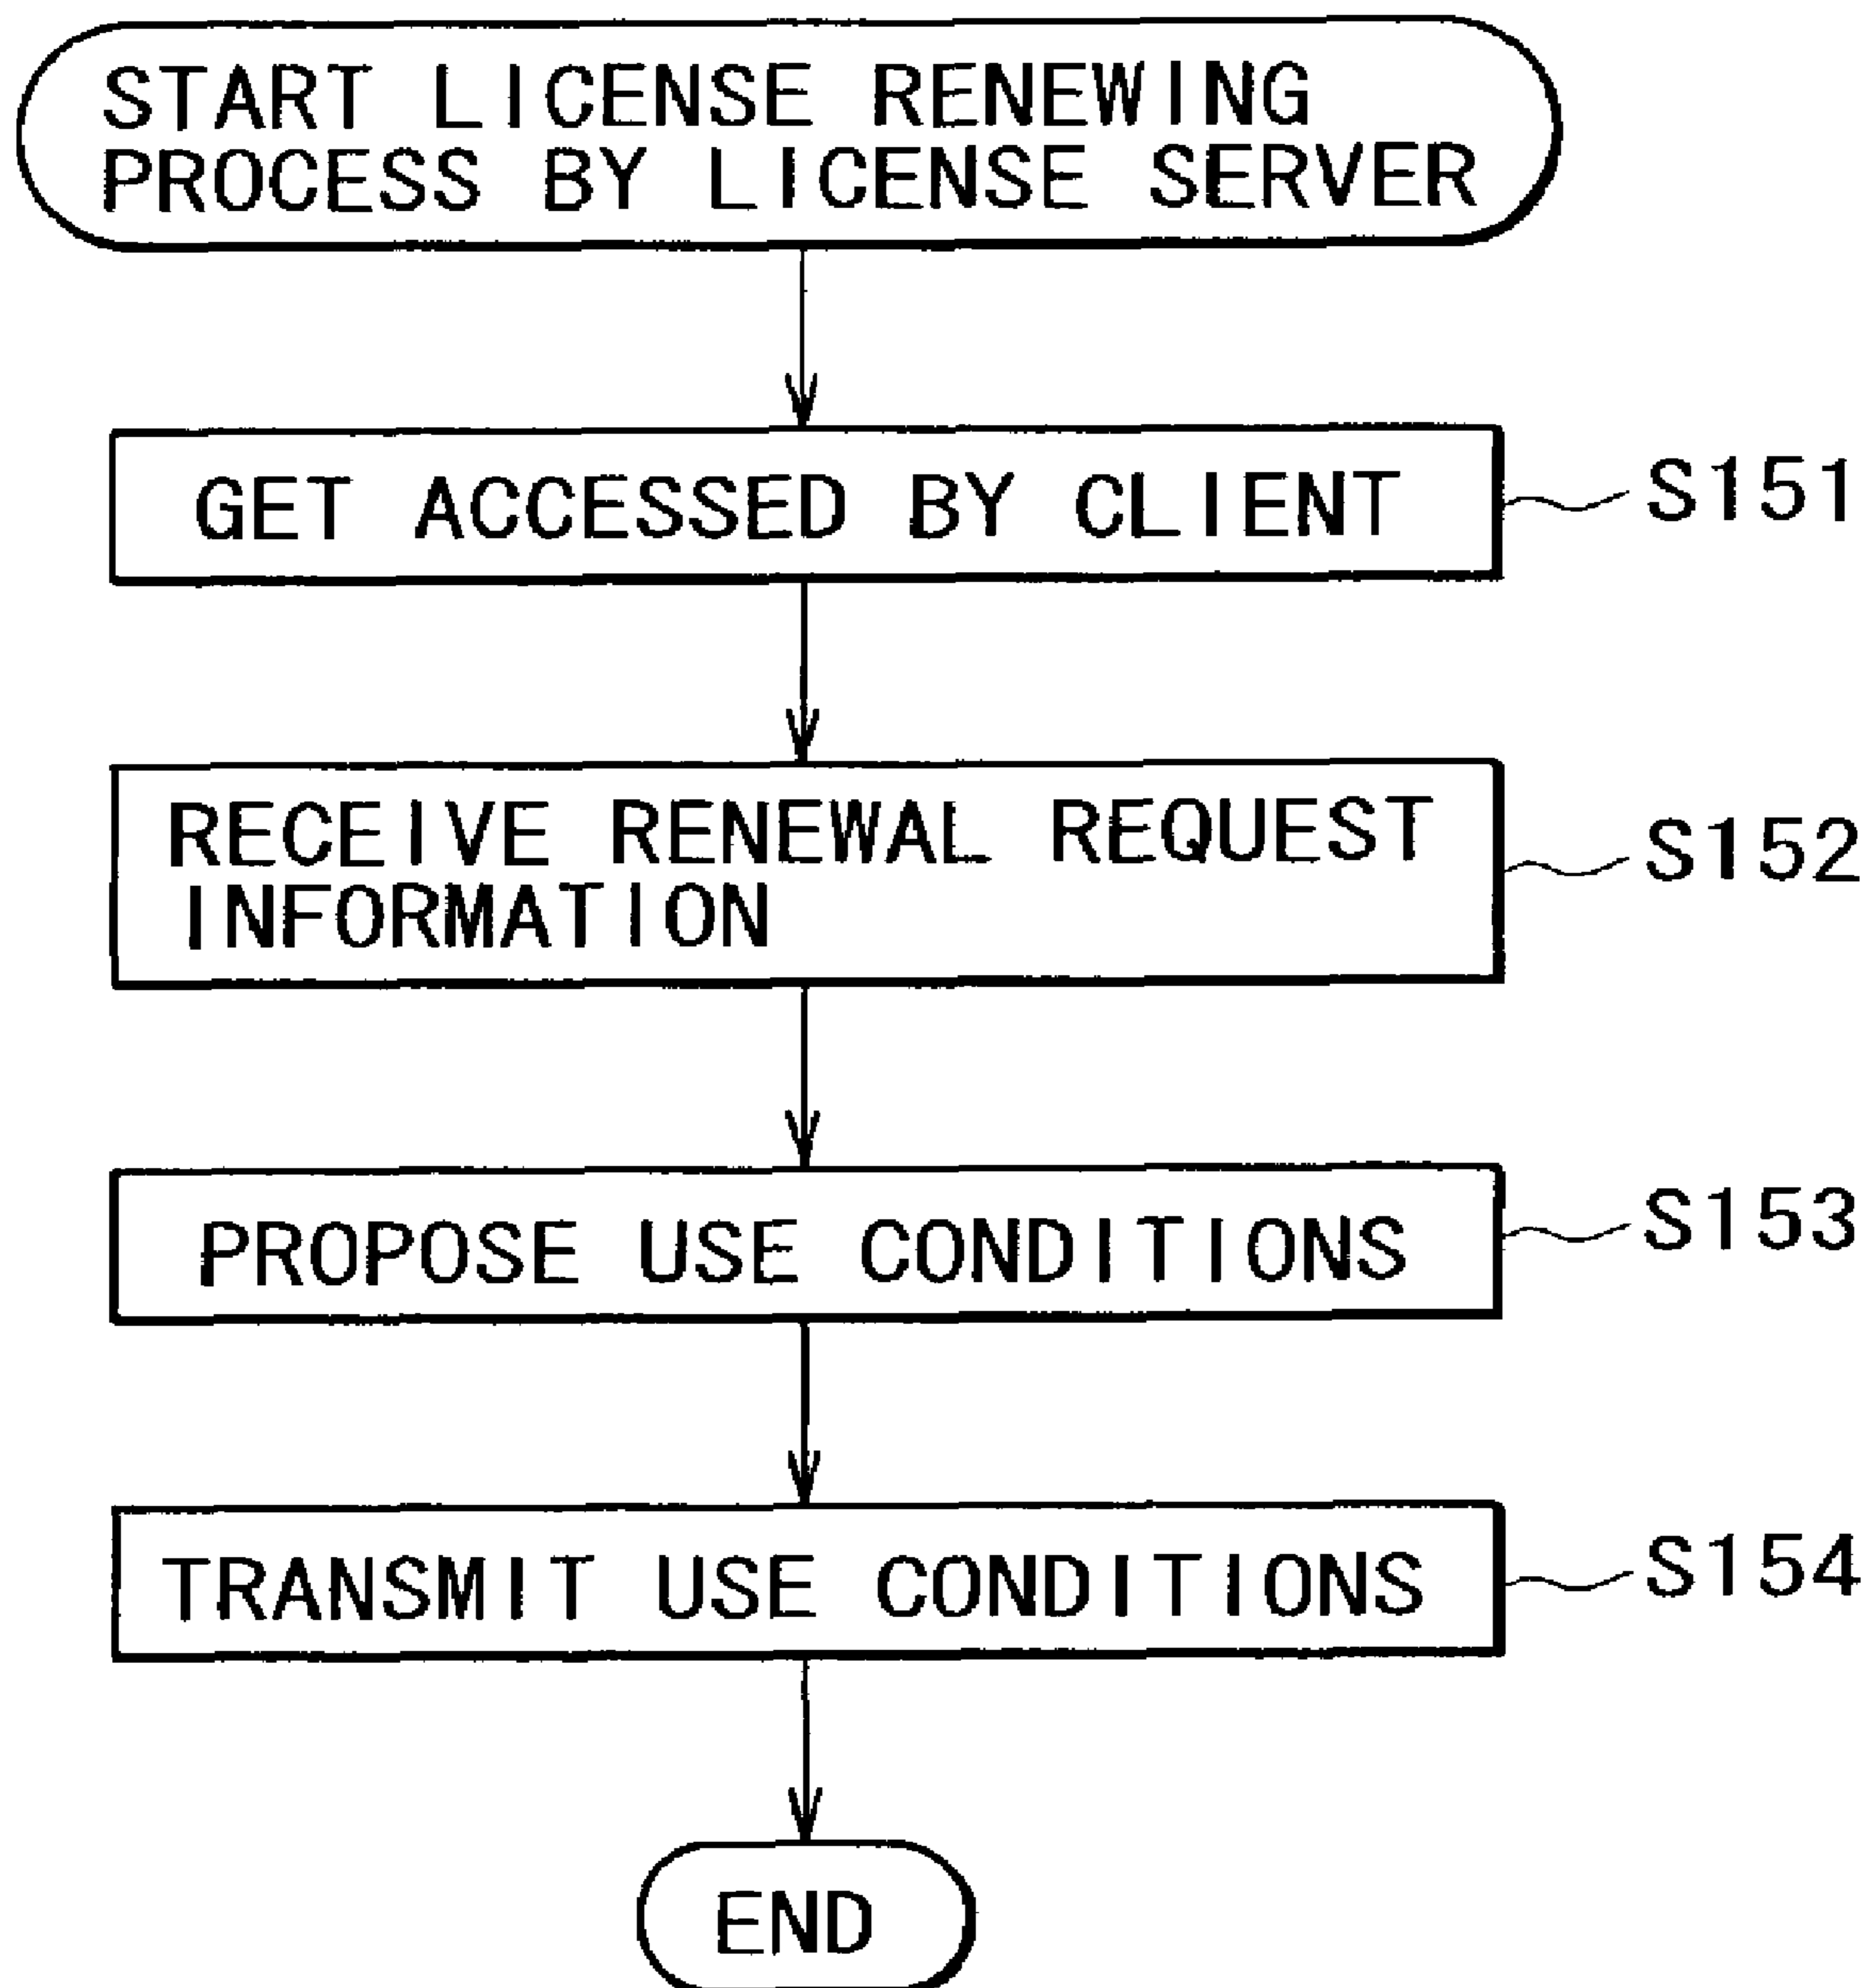 START LICENSE RENEWING
PROCESS BY LICENSE SERVER
GET ACCESSED BY CLIENT
S151
RECEIVE RENEWAL REQUEST
INFORMATION
S152
PROPOSE USE CONDITIONS
S153
TRANSMIT USE CONDITIONS
S154
END